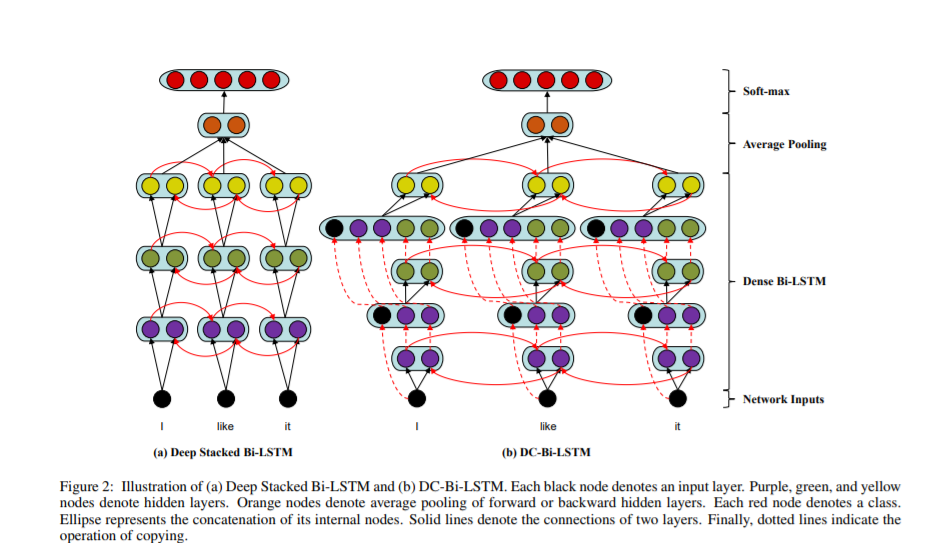 Soft-max
Average Pooling
Dense Bi-LSTM
Network Inputs
I like it
I like it
(a) Deep Stacked Bi-LSTM
(b) DC-Bi-LSTM
Figure 2: Illustration of (a) Deep Stacked Bi-LSTM and (b) DC-Bi-LSTM. Each black node denotes an input layer. Purple, green, and yellow
nodes denote hidden layers. Orange nodes denote average pooling of forward or backward hidden layers. Each red node denotes a class.
Ellipse represents the concatenation of its internal nodes. Solid lines denote the connections of two layers. Finally, dotted lines indicate the
operation of copying.